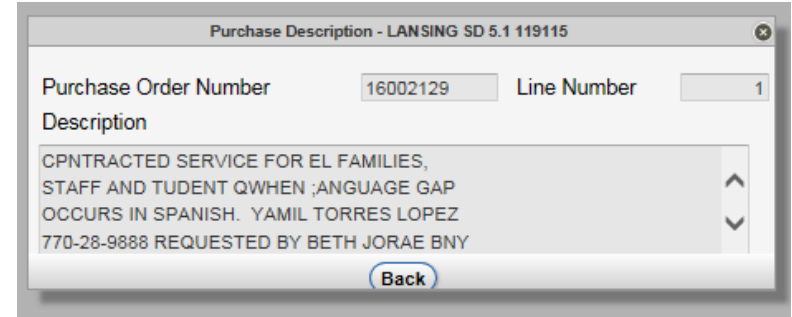 Purchase Description - LANSING SD 5.1 119115
Purchase Order Number 16002129 Line Number 1
Description
CPNTRACTED SERVICE FOR EL FAMILIES,
STAFF AND TUDENT QWHEN ;ANGUAGE GAP
OCCURS IN SPANISH.  YAMIL TORRES LOPEZ
770-28-9888 REQUESTED BY BETH JORAE BNY
Back